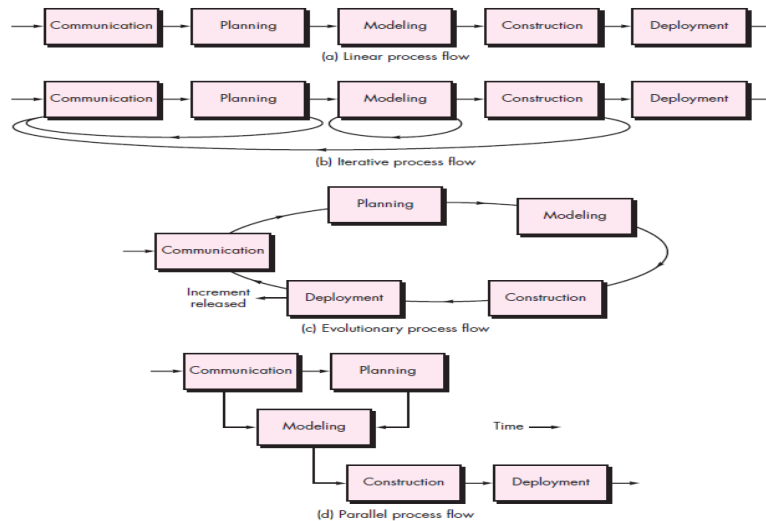 Communication Planning Modeling Construction Deployment
(a) Linear process flow
Communication Planning Modeling Construction Deployment
(b) Iterative process flow
Planning
Modeling
Communication
Increment
released
Deployment
Construction
(c) Evolutionary process flow
Communication Planning
Modeling
Time
Construction Deployment
(d) Parallel process flow